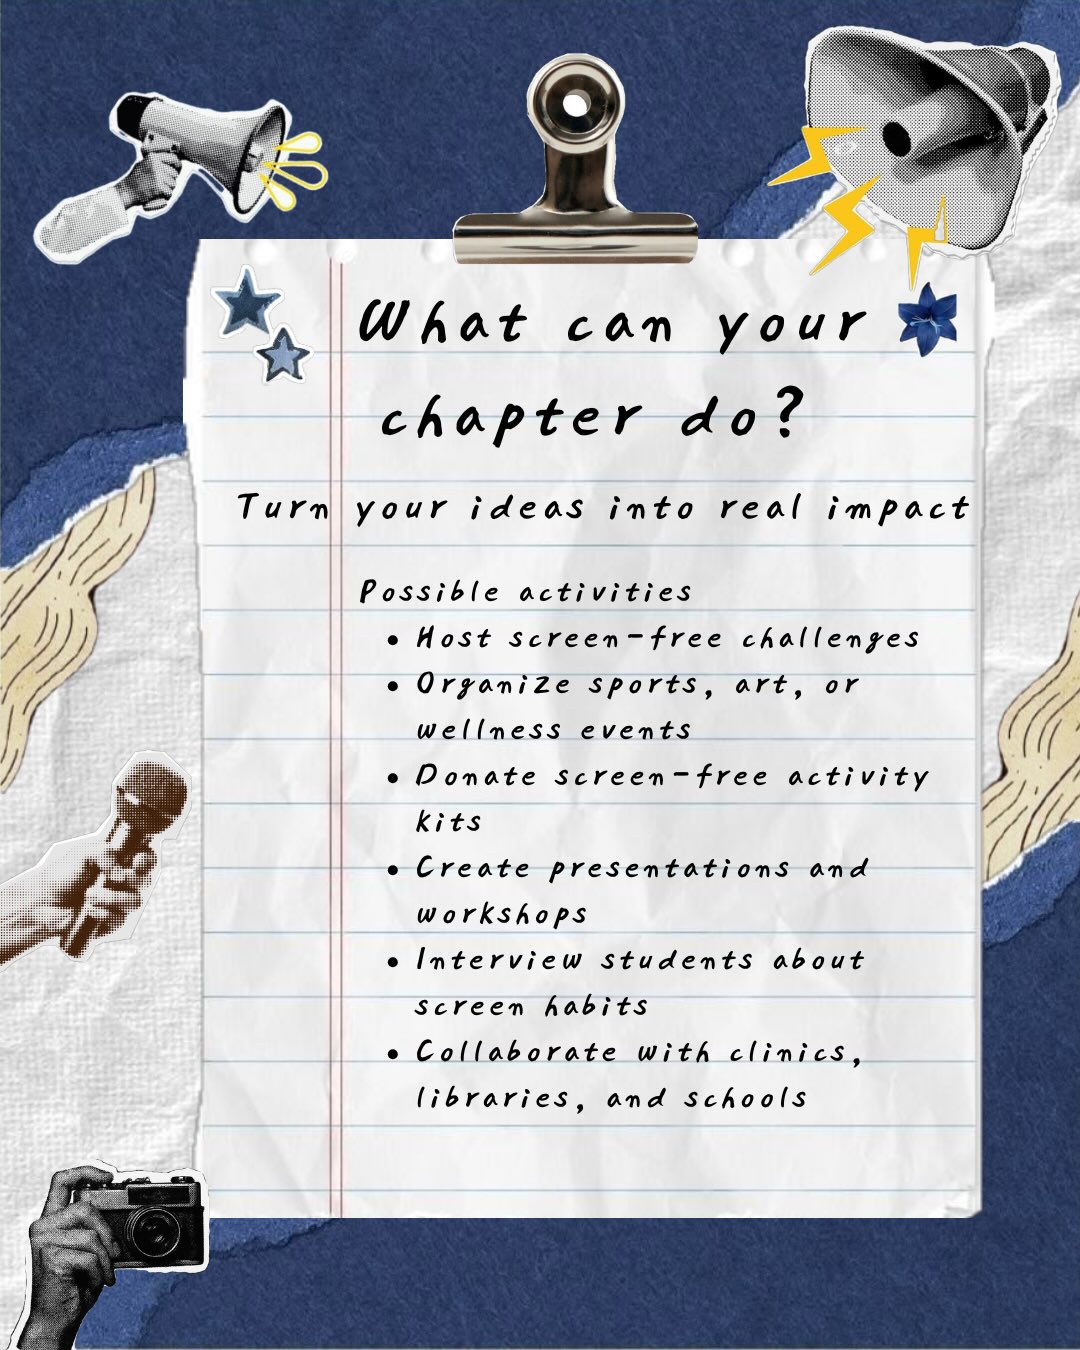 What can your
chapter do?
Turn your ideas into real impact
Possible activities
• Host screen-free challenges
• Organize sports, art, or
wellness events
• Donate screen-free activity
kits
• Create presentations and
workshops
• Interview students about
screen habits
• Collaborate with clinics,
libraries, and schools